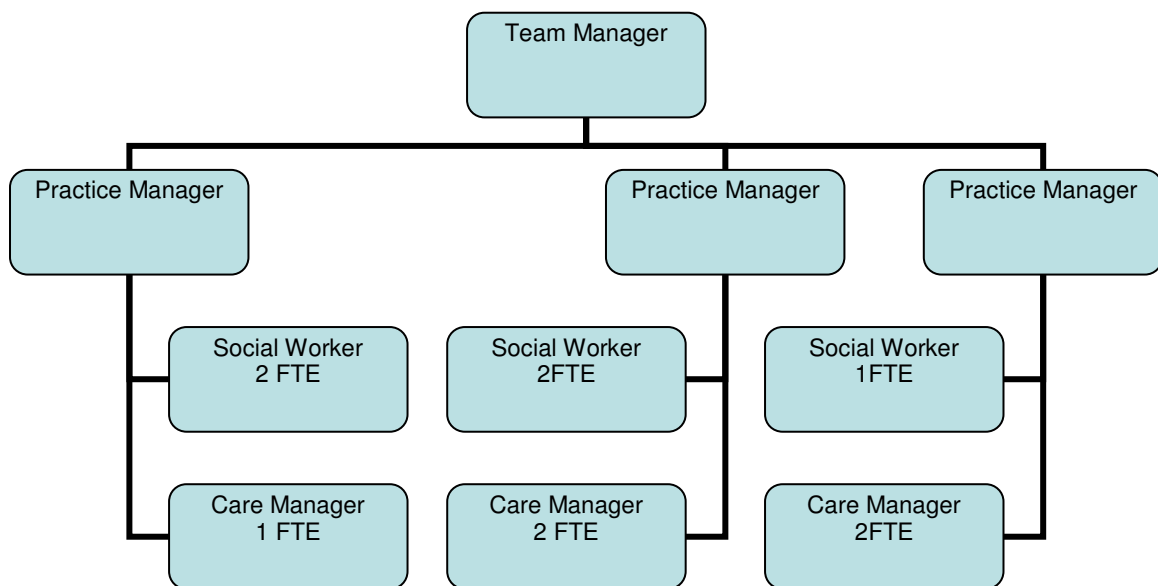 Team Manager
Practice Manager
Practice Manager
Practice Manager
Social Worker
2 FTE
Social Worker
2FTE
Social Worker
1FTE
Care Manager
1 FTE
Care Manager
2 FTE
Care Manager
2FTE